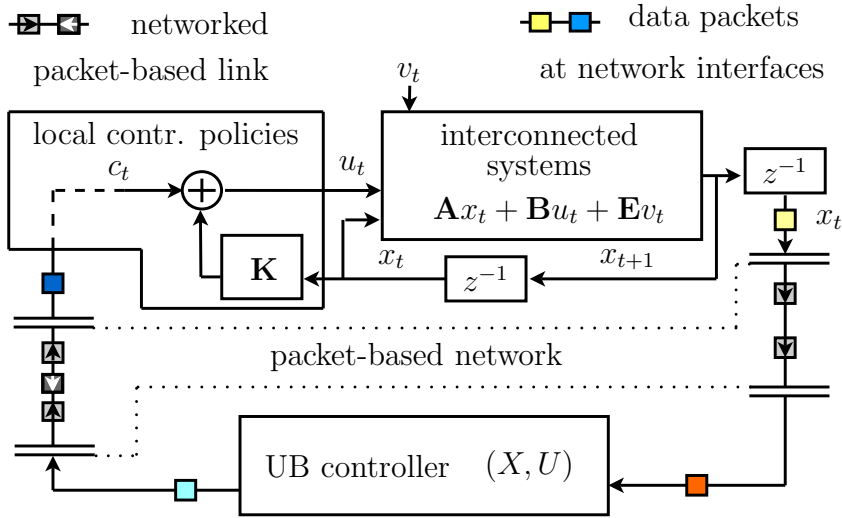 networked
packet-based link
data packets
at network interfaces
v_t
local contr. policies
c_t
u_t
interconnected
systems
Ax_t + Bu_t + Ev_t
z^{-1}
x_t
K
x_t
z^{-1}
x_{t+1}
packet-based network
UB controller (X, U)